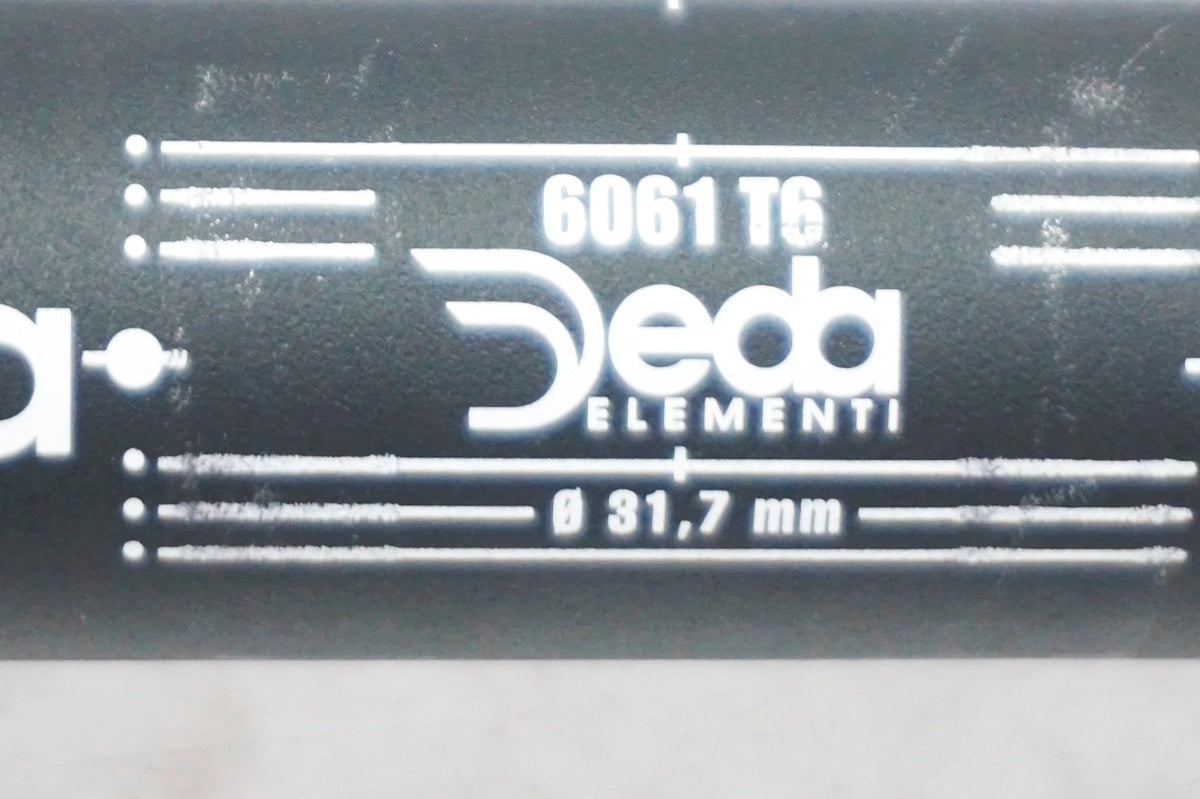 6061 T6
Deda
ELEMENTI
a
Ø 31,7 mm